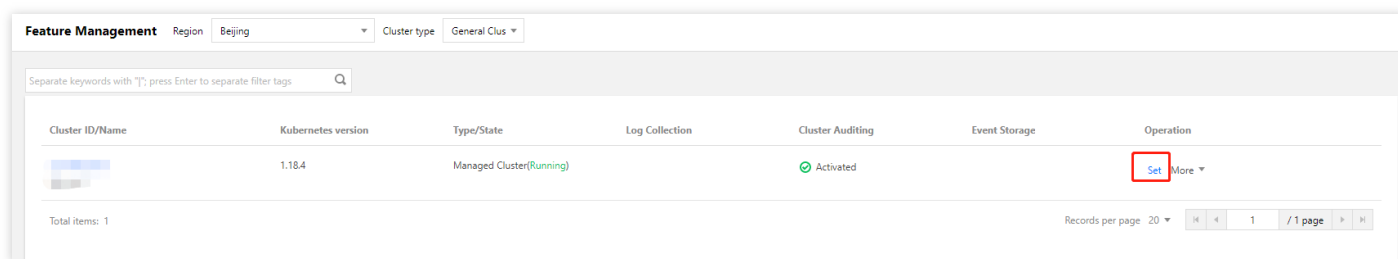 Feature Management Region Beijing Cluster type General Clus
Separate keywords with "|"; press Enter to separate filter tags
Cluster ID/Name Kubernetes version Type/State Log Collection Cluster Auditing Event Storage Operation
1.18.4 Managed Cluster(Running) Activated Set More
Total items: 1 Records per page 20 1 / 1 page